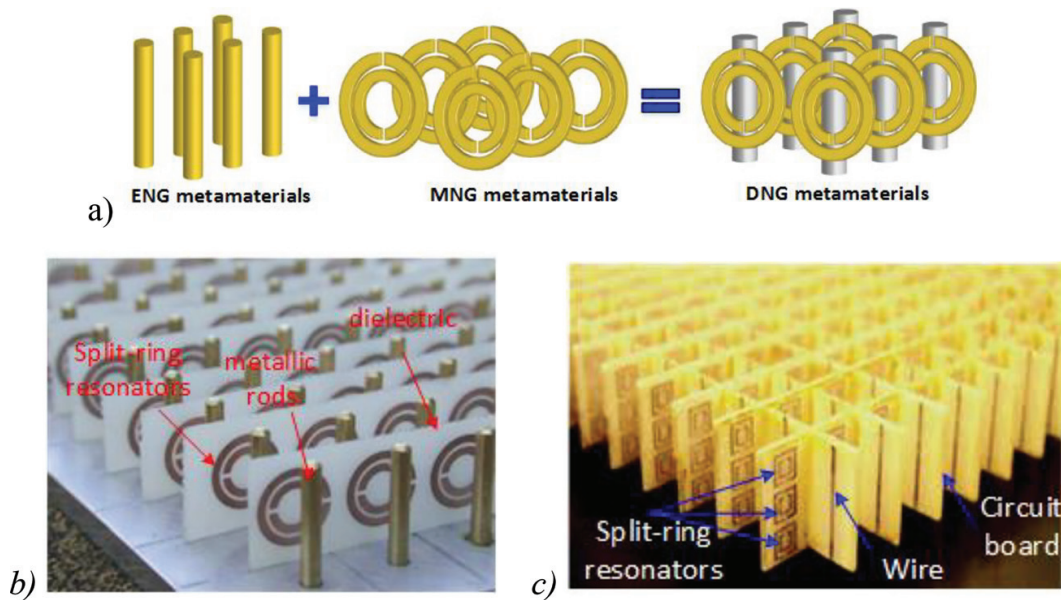 ENG metamaterials
MNG metamaterials
DNG metamaterials
a)
Split-ring
resonators
metallic
rods
dielectric
b)
Split-ring
resonators
Wire
Circuit
board
c)